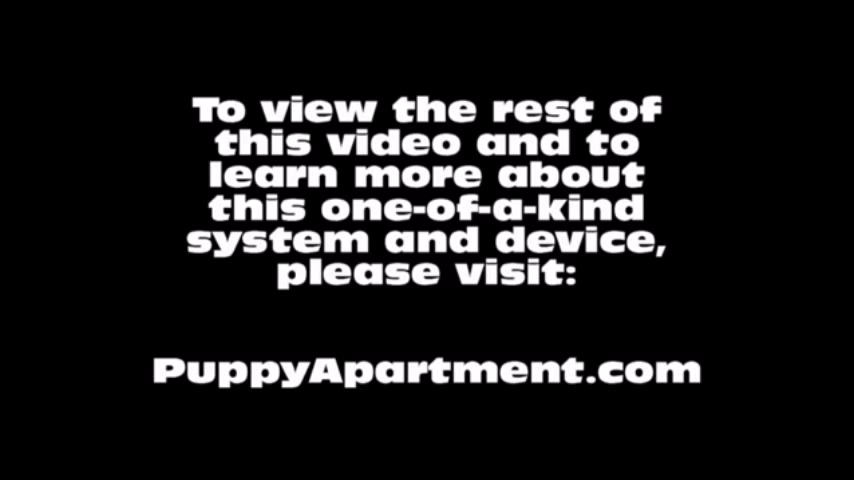 To view the rest of
this video and to
learn more about
this one-of-a-kind
system and device,
please visit:
PuppyApartment.com